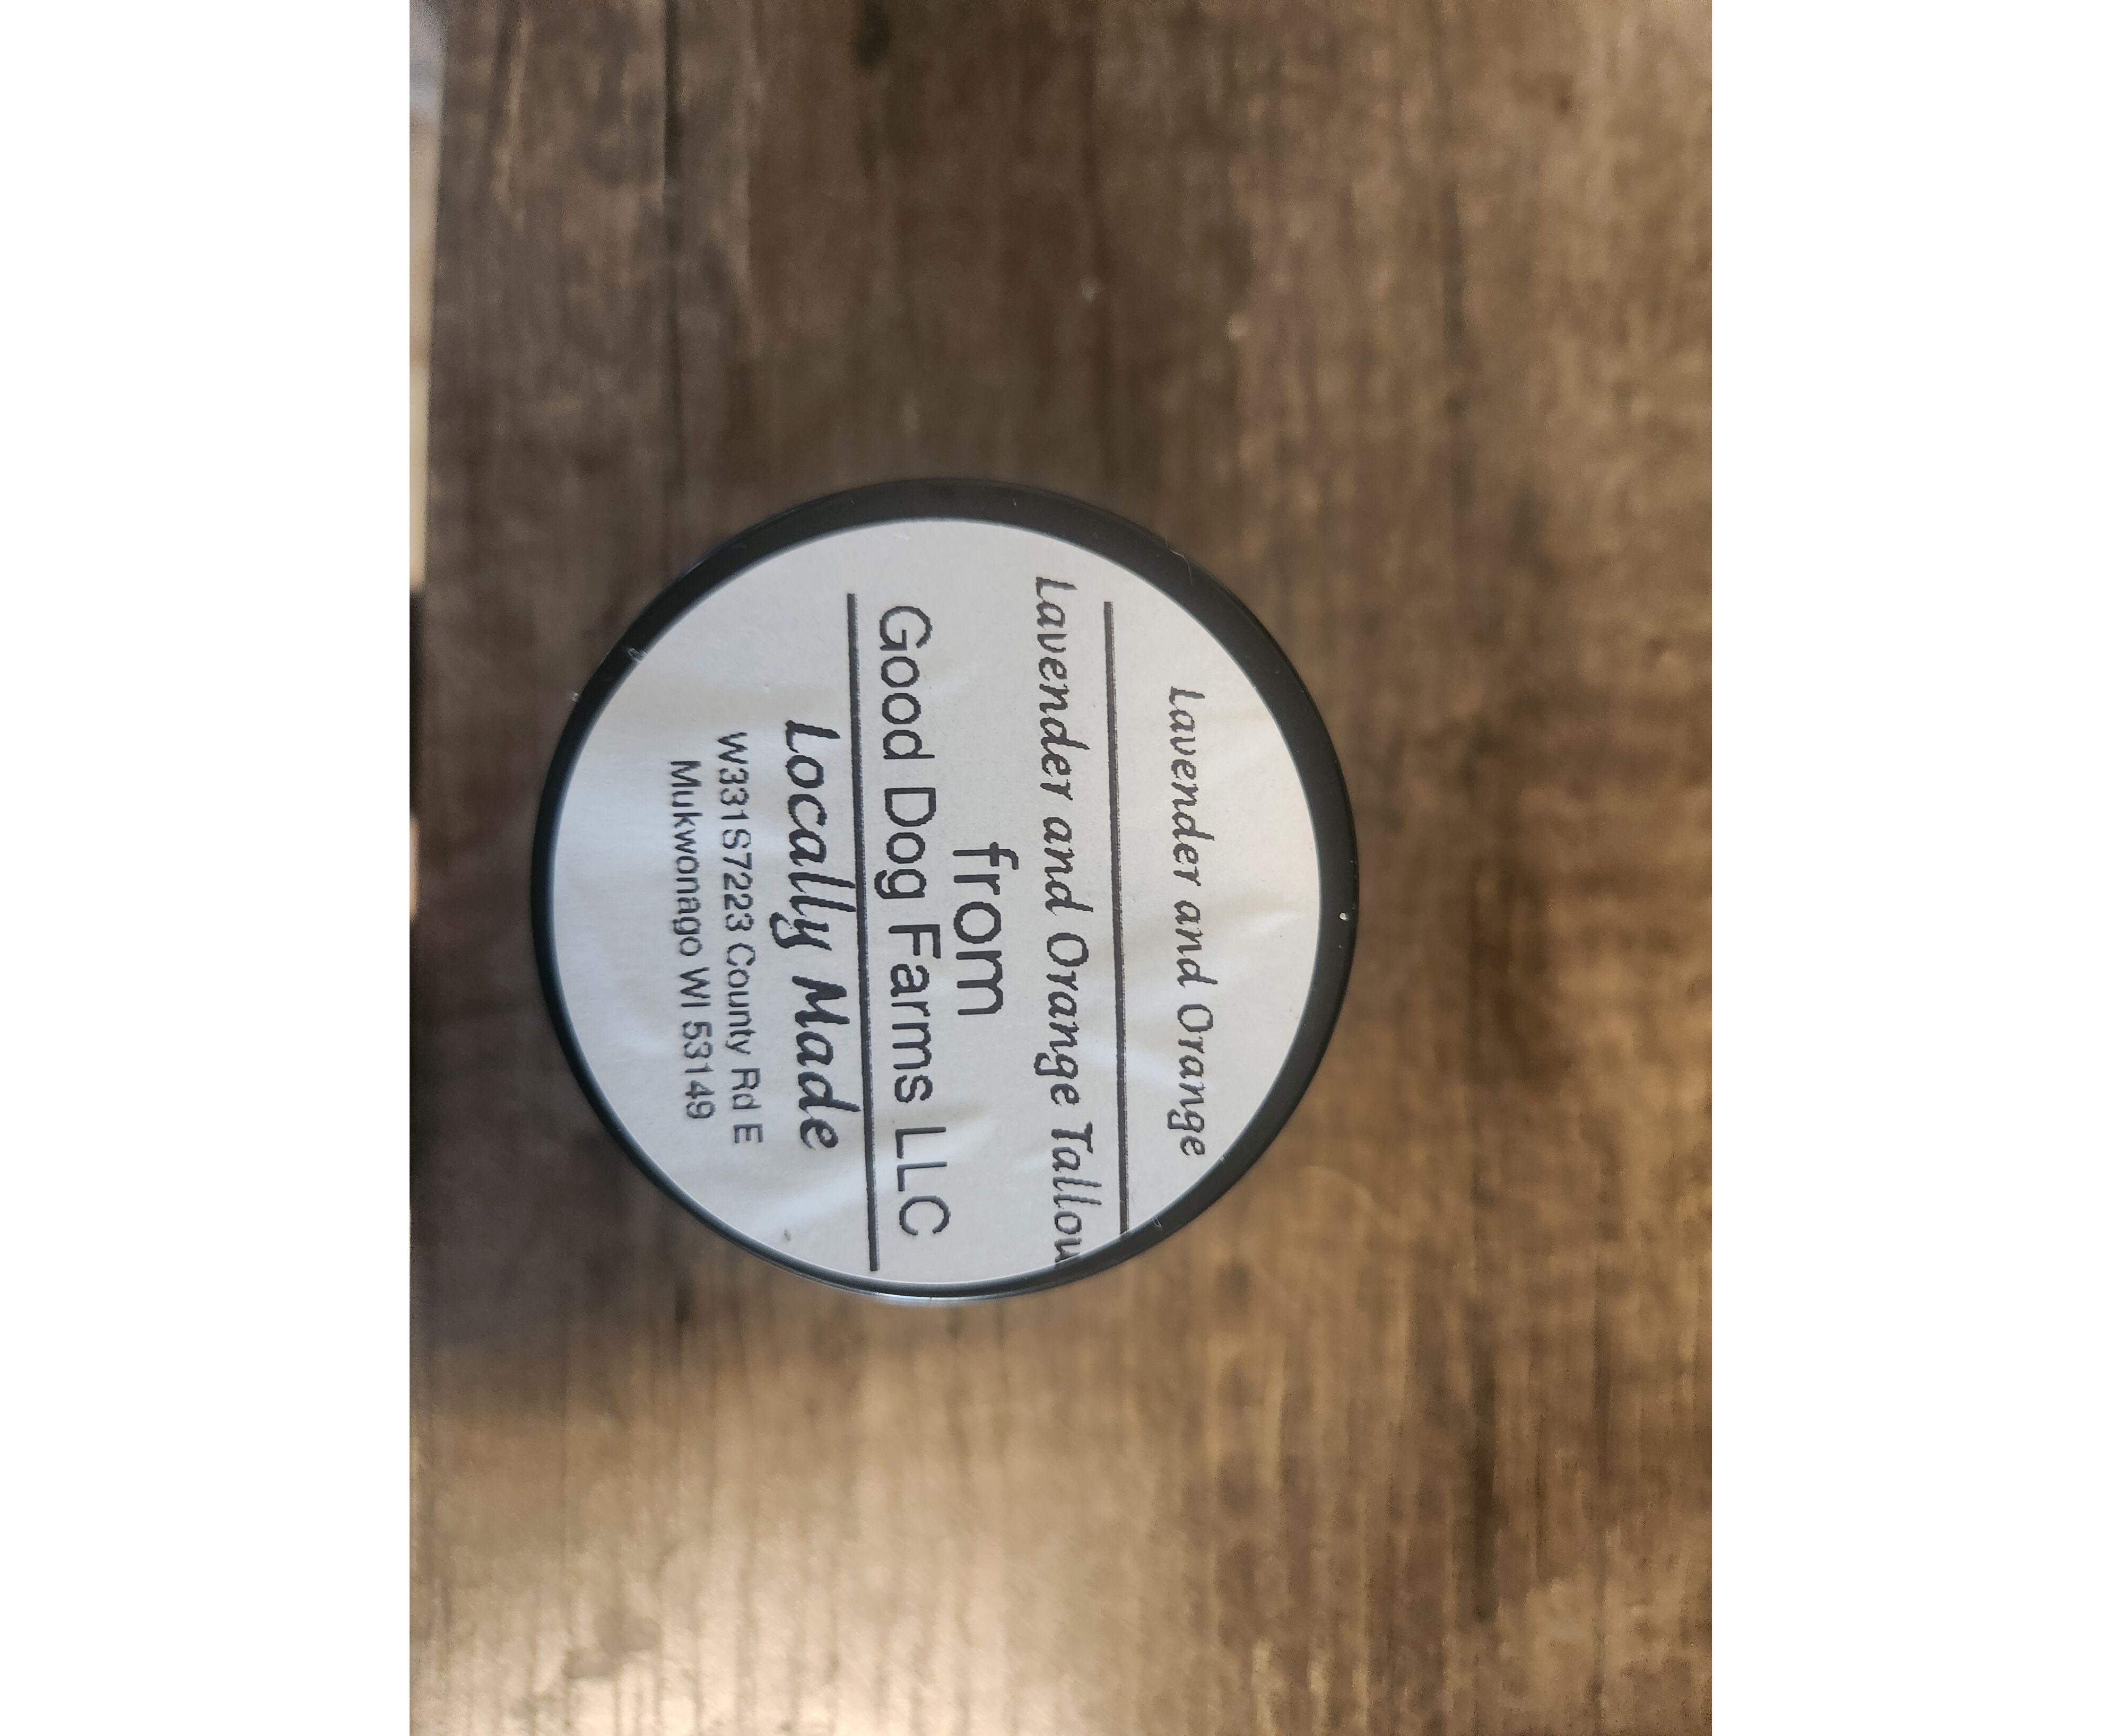 Lavender and Orange
Lavender and Orange Tallow
from
Good Dog Farms LLC
Locally Made
W331S7223 County Rd E
Mukwonago WI 53149